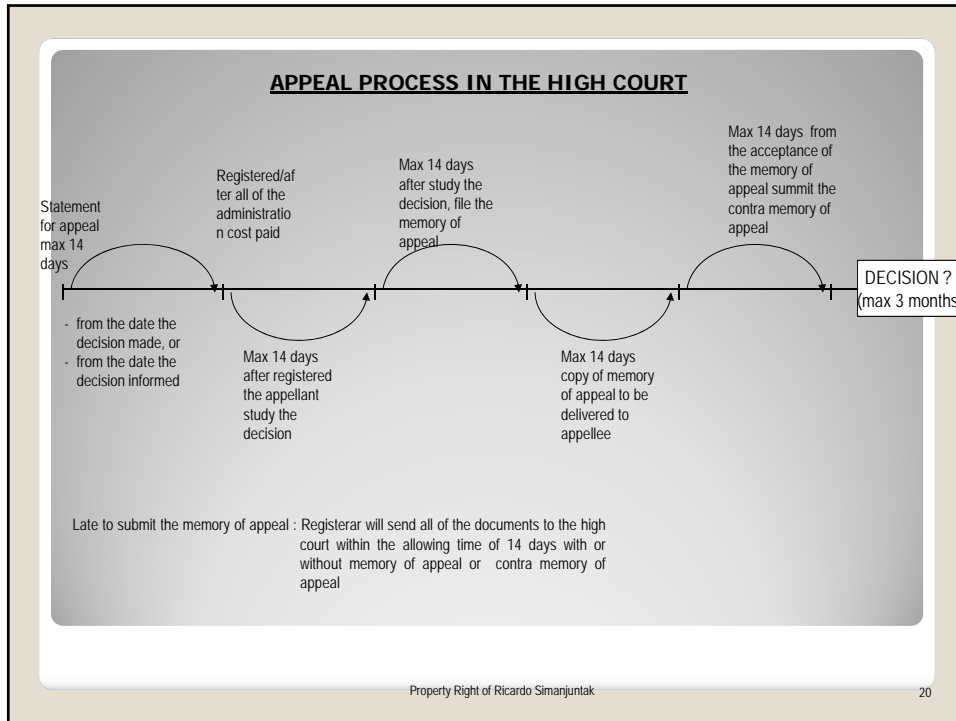 APPEAL PROCESS IN THE HIGH COURT
Statement
for appeal
max 14
days
- from the date the
decision made, or
- from the date the
decision informed
Registered/af
ter all of the
administratio
n cost paid
Max 14 days
after registered
the appellant
study the
decision
Max 14 days
after study the
decision, file the
memory of
appeal
Max 14 days
copy of memory
of appeal to be
delivered to
appellee
Max 14 days from
the acceptance of
the memory of
appeal summit the
contra memory of
appeal
DECISION ?
(max 3 months
Late to submit the memory of appeal : Registerar will send all of the documents to the high
court within the allowing time of 14 days with or
without memory of appeal or contra memory of
appeal
Property Right of Ricardo Simanjuntak
20